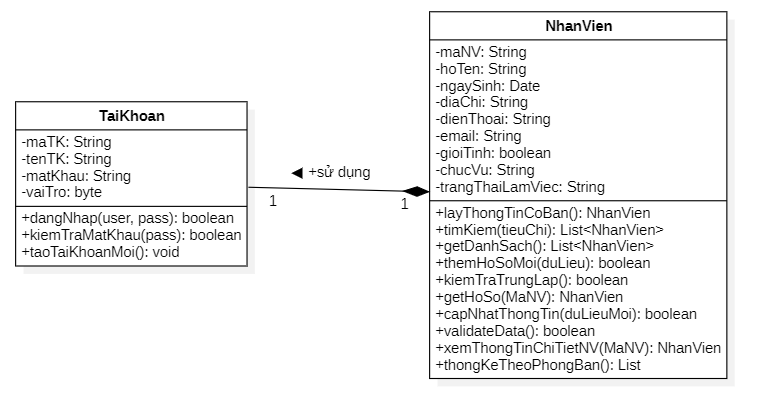 TaiKhoan
-maTK: String
-tenTK: String
-matKhau: String
-vaiTro: byte
+dangNhap(user, pass): boolean
+kiemTraMatKhau(pass): boolean
+taoTaiKhoanMoi(): void
◀ +sử dụng
1
1
NhanVien
-maNV: String
-hoTen: String
-ngaySinh: Date
-diaChi: String
-dienThoai: String
-email: String
-gioiTinh: boolean
-chucVu: String
-trangThaiLamViec: String
+layThongTinCoBan(): NhanVien
+timKiem(tieuChi): List<NhanVien>
+getDanhSach(): List<NhanVien>
+themHoSoMoi(duLieu): boolean
+kiemTraTrungLap(): boolean
+getHoSo(MaNV): NhanVien
+capNhatThongTin(duLieuMoi): boolean
+validateData(): boolean
+xemThongTinChiTietNV(MaNV): NhanVien
+thongKeTheoPhongBan(): List